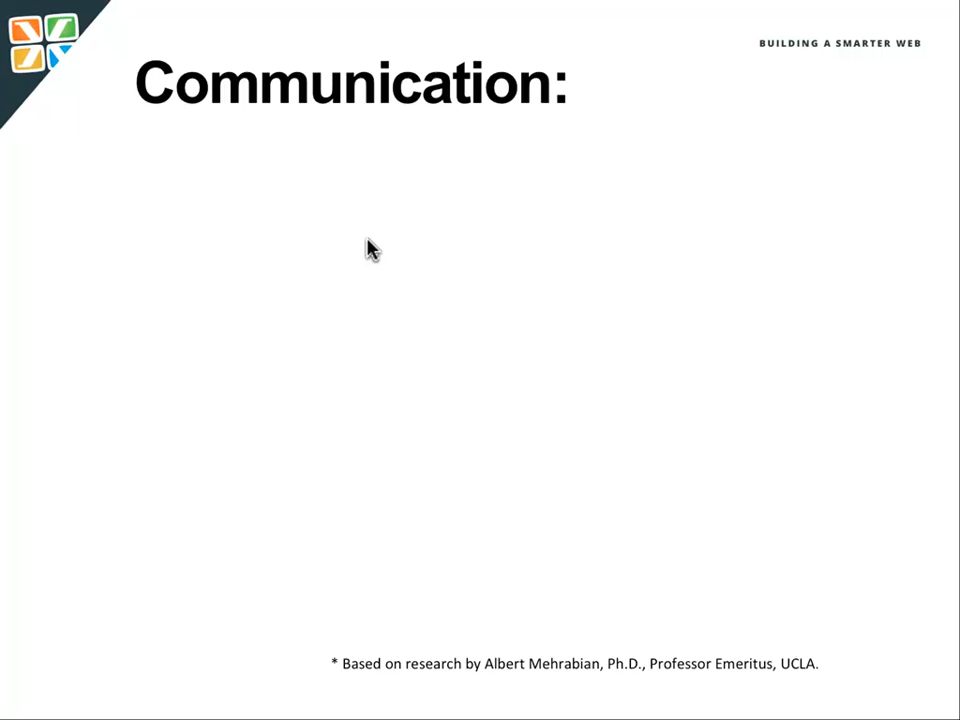 BUILDING A SMARTER WEB
Communication:
* Based on research by Albert Mehrabian, Ph.D., Professor Emeritus, UCLA.